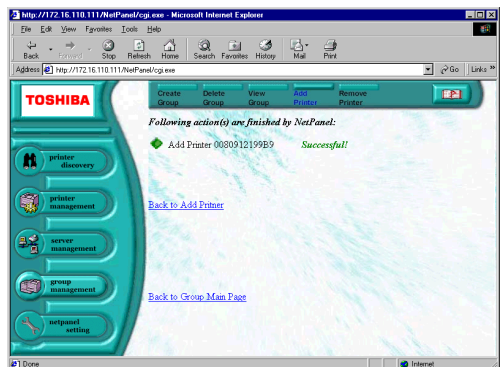 http://172.16.110.111/NetPanel/cgi.exe - Microsoft Internet Explorer
File Edit View Favorites Tools Help
Back Forward Stop Refresh Home Search Favorites History Mail Print
Address http://172.16.110.111/NetPanel/cgi.exe Go Links »
TOSHIBA
Create Group Delete Group View Group Add Printer Remove Printer
Following action(s) are finished by NetPanel:
Add Printer 0080912199B9 Successful!
printer discovery
printer management
Back to Add Pritner
server management
group management
Back to Group Main Page
netpanel setting
Done Internet